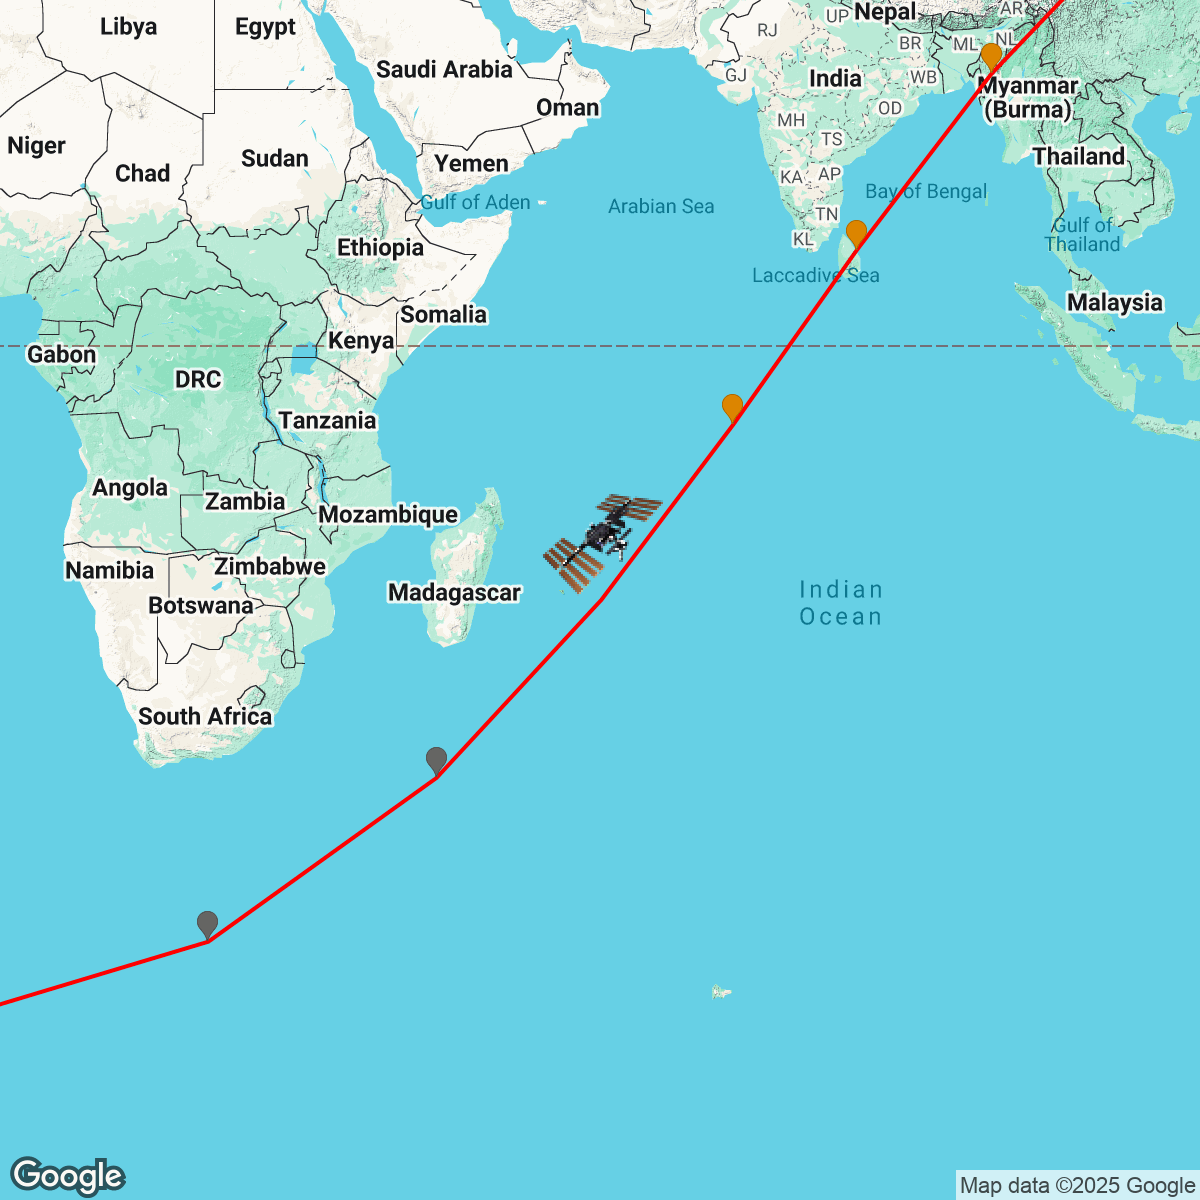 Libya
Egypt
Nepal
UP
AR
RJ
BR
ML
NL
Saudi Arabia
GJ
India
WB
Myanmar
(Burma)
Oman
OD
MH
Niger
TS
Chad
Sudan
Yemen
Thailand
KA
AP
Gulf of Aden
Arabian Sea
Bay of Bengal
TN
Gulf of
Thailand
KL
Ethiopia
Laccadive Sea
Somalia
Malaysia
Kenya
Gabon
DRC
Tanzania
Angola
Zambia
Mozambique
Namibia
Zimbabwe
Botswana
Madagascar
Indian
Ocean
South Africa
Google
Map data ©2025 Google